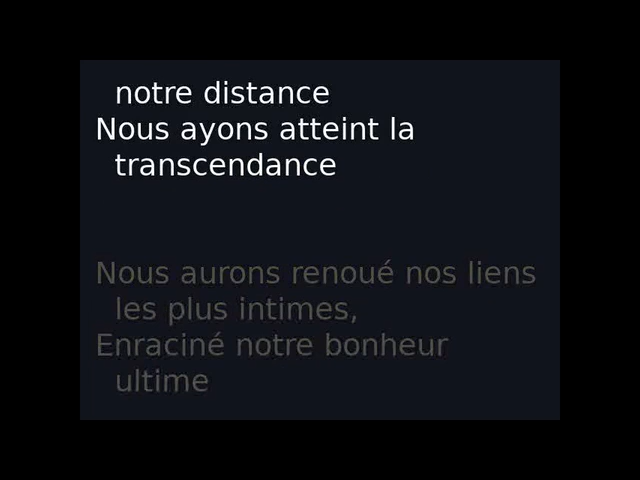 notre distance
Nous ayons atteint la
transcendance
Nous aurons renoué nos liens
les plus intimes,
Enraciné notre bonheur
ultime